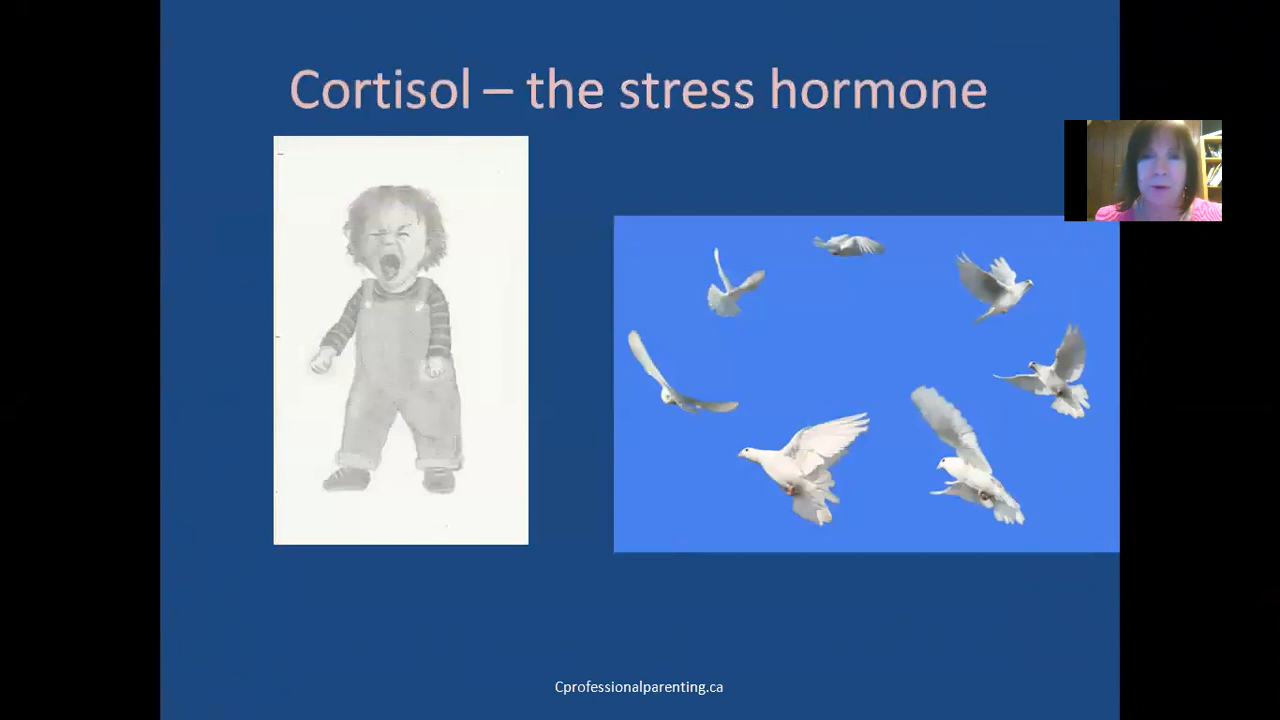 Cortisol – the stress hormone
Cprofessionalparenting.ca